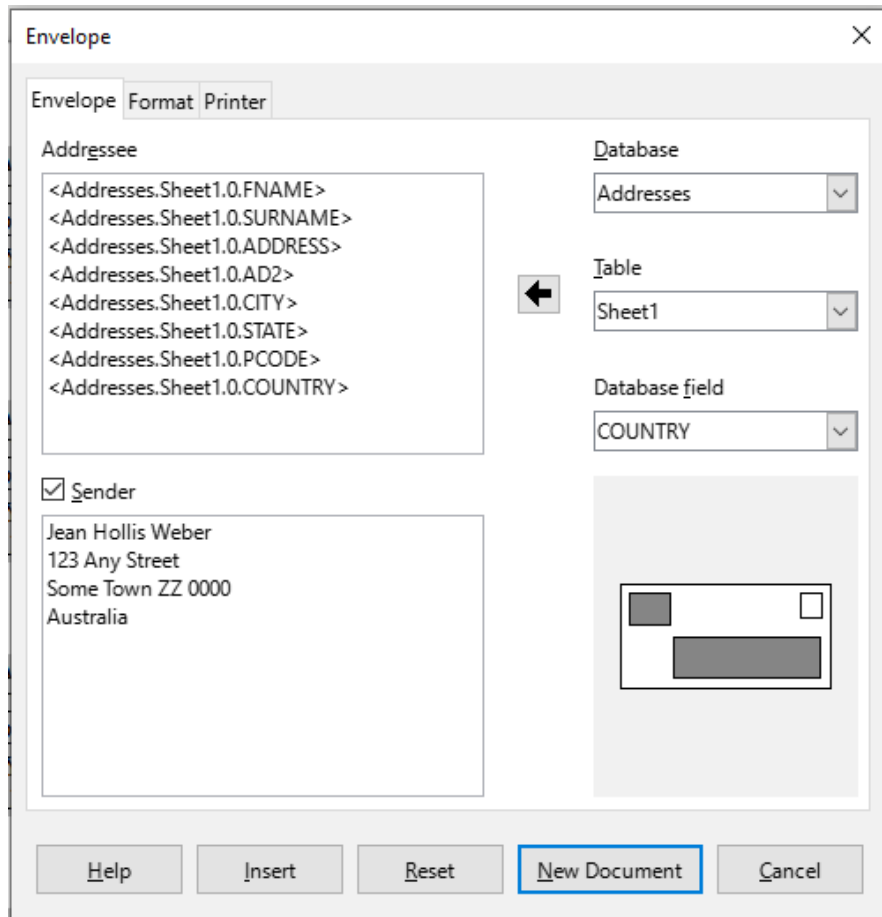 Envelope
Envelope Format Printer
Addressee
<Addresses.Sheet1.0.FNAME>
<Addresses.Sheet1.0.SURNAME>
<Addresses.Sheet1.0.ADDRESS>
<Addresses.Sheet1.0.AD2>
<Addresses.Sheet1.0.CITY>
<Addresses.Sheet1.0.STATE>
<Addresses.Sheet1.0.PCODE>
<Addresses.Sheet1.0.COUNTRY>
Database
Addresses
Table
Sheet1
Database field
COUNTRY
Sender
Jean Hollis Weber
123 Any Street
Some Town ZZ 0000
Australia
Help Insert Reset New Document Cancel